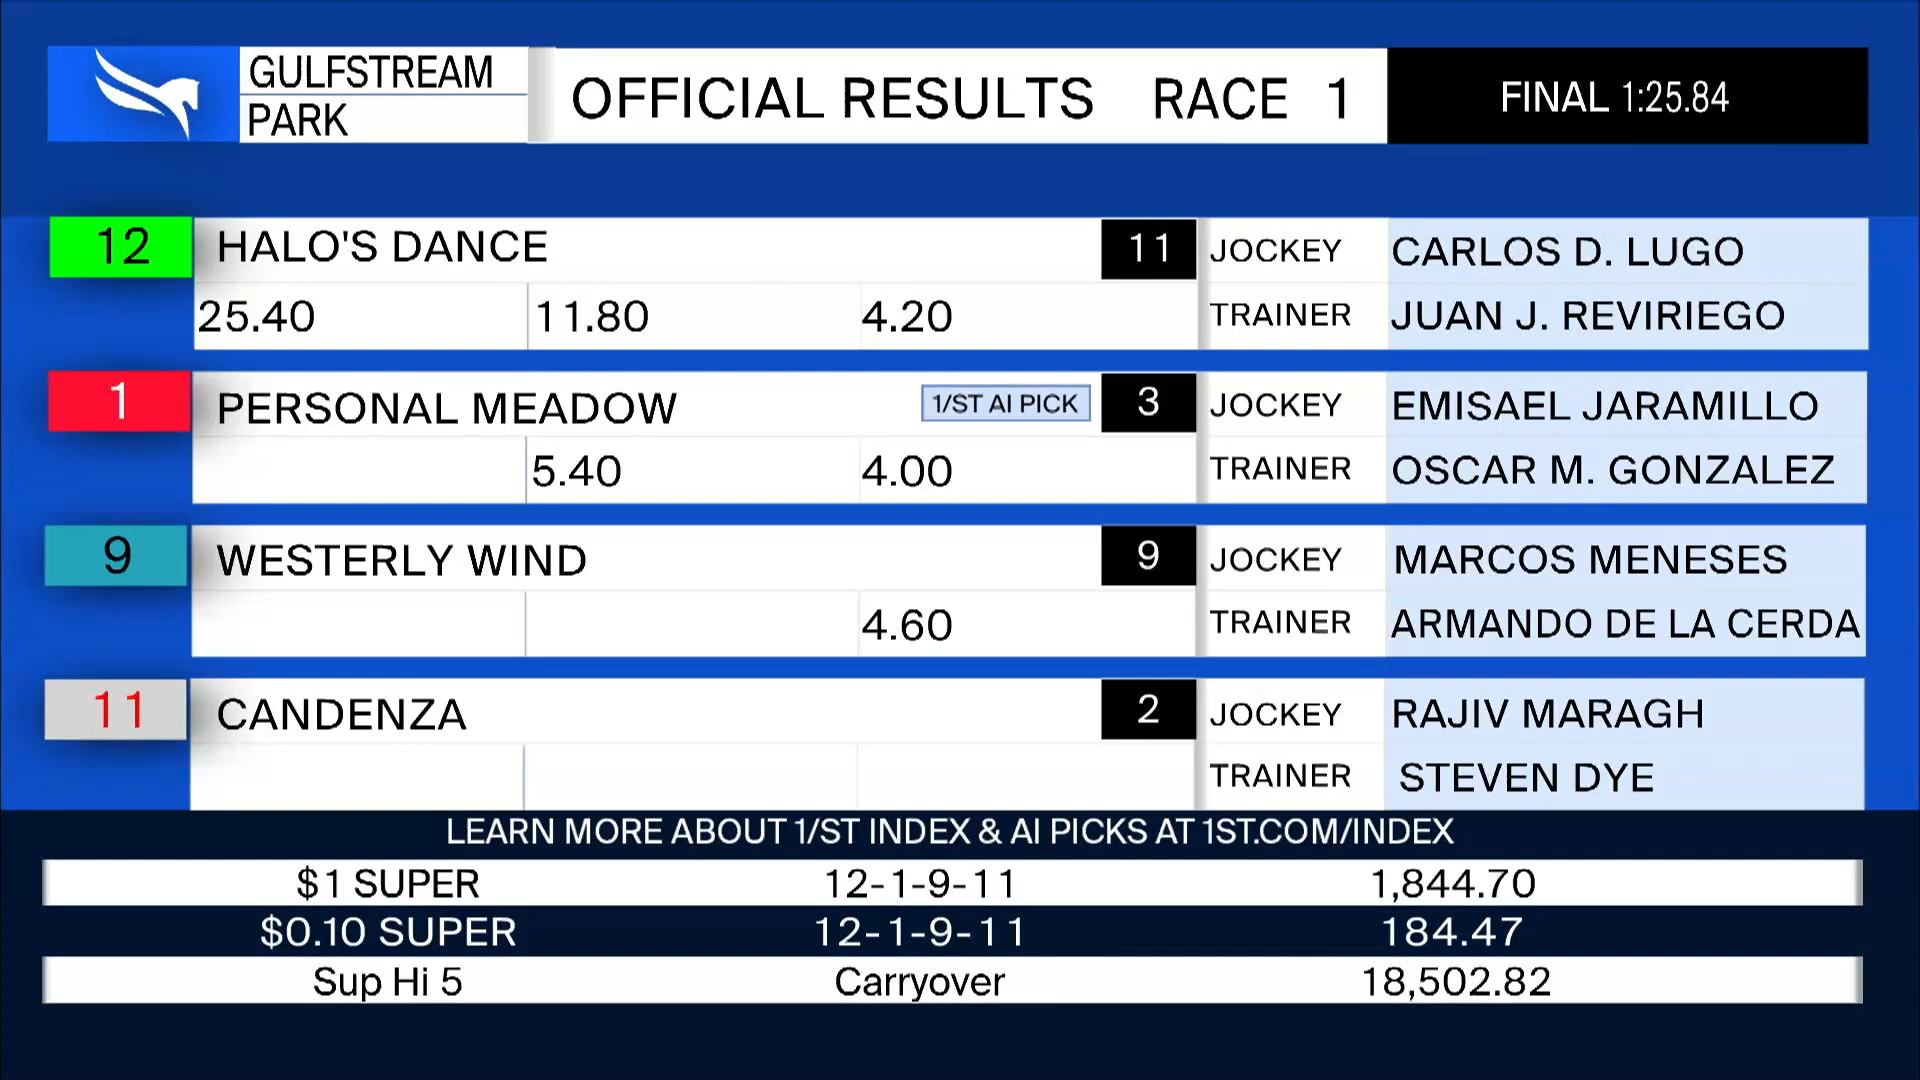 GULFSTREAM
PARK
OFFICIAL RESULTS RACE 1
FINAL 1:25.84
12 HALO'S DANCE 11 JOCKEY CARLOS D. LUGO
25.40 11.80 4.20 TRAINER JUAN J. REVIRIEGO
1 PERSONAL MEADOW 1/ST AI PICK 3 JOCKEY EMISAEL JARAMILLO
5.40 4.00 TRAINER OSCAR M. GONZALEZ
9 WESTERLY WIND 9 JOCKEY MARCOS MENESES
4.60 TRAINER ARMANDO DE LA CERDA
11 CANDENZA 2 JOCKEY RAJIV MARAGH
TRAINER STEVEN DYE
LEARN MORE ABOUT 1/ST INDEX & AI PICKS AT 1ST.COM/INDEX
$1 SUPER 12-1-9-11 1,844.70
$0.10 SUPER 12-1-9-11 184.47
Sup Hi 5 Carryover 18,502.82